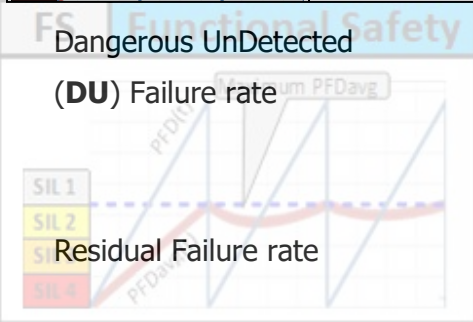 FS Functional Safety
Dangerous UnDetected
(DU) Failure rate
Maximum PFDavg
PFD(t)
SIL 1
SIL 2
Residual Failure rate
SIL 4